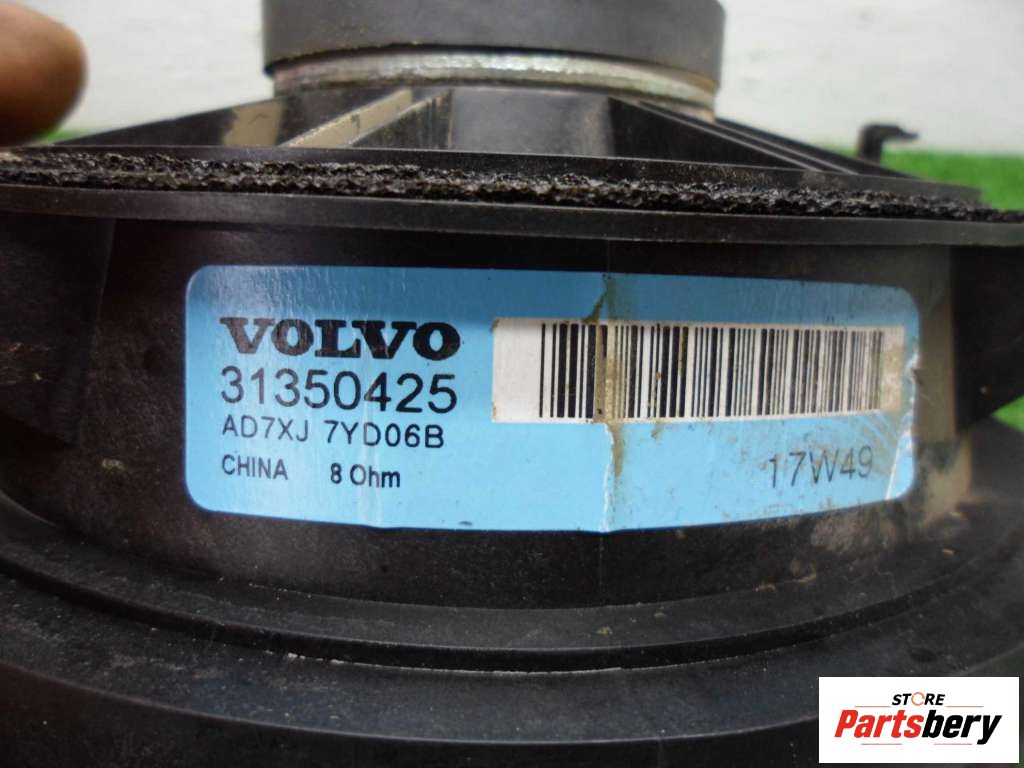 VOLVO
31350425
AD7XJ 7YD06B
CHINA 8 Ohm
17W49
STORE
Partsbery